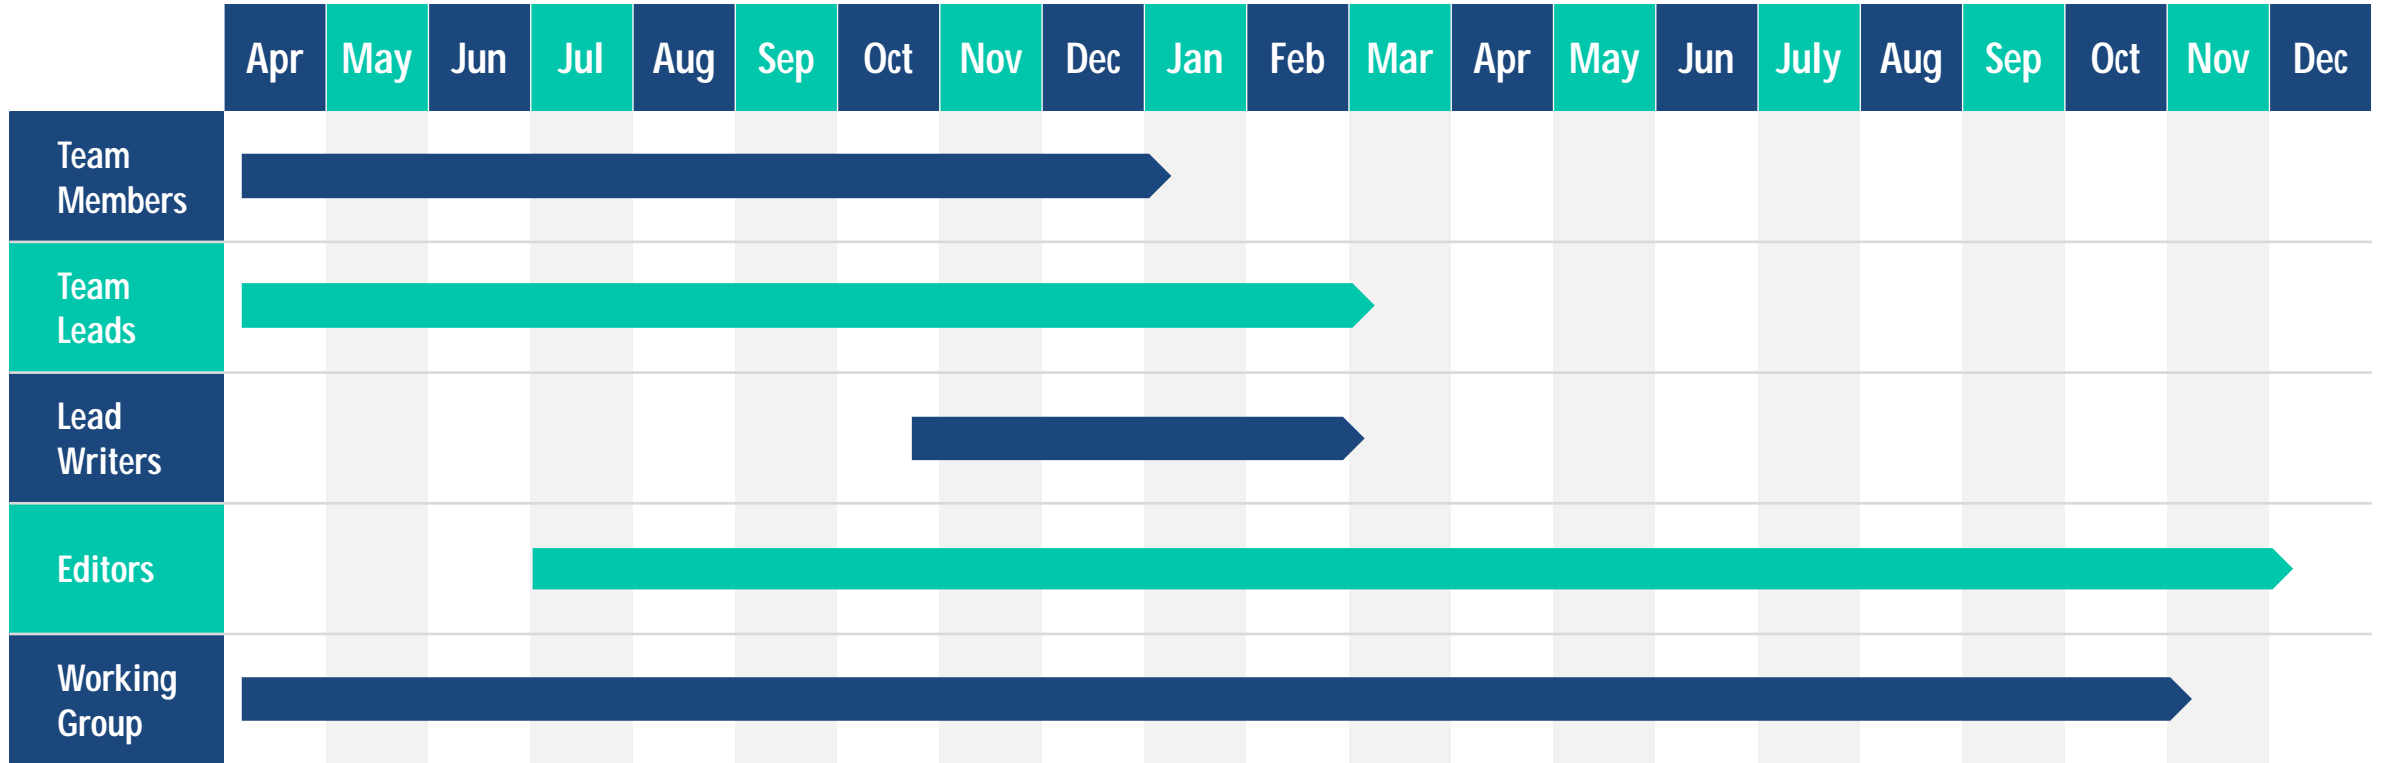 Apr May Jun Jul Aug Sep Oct Nov Dec Jan Feb Mar Apr May Jun July Aug Sep Oct Nov Dec
Team
Members
Team
Leads
Lead
Writers
Editors
Working
Group